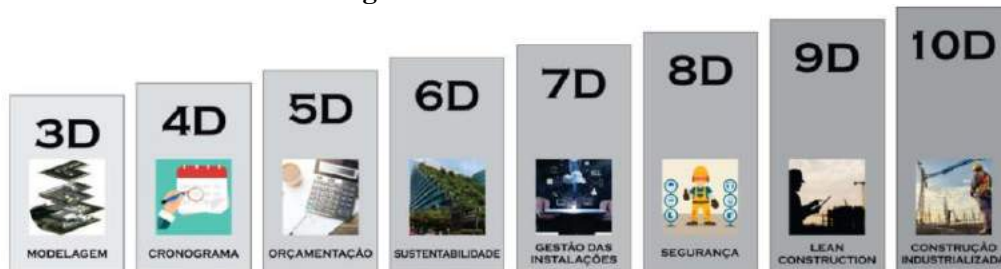 3D
MODELAGEM
4D
CRONOGRAMA
5D
ORÇAMENTAÇÃO
6D
SUSTENTABILIDADE
7D
GESTÃO DAS
INSTALAÇÕES
8D
SEGURANÇA
9D
LEAN
CONSTRUCTION
10D
CONSTRUÇÃO
INDUSTRIALIZADA